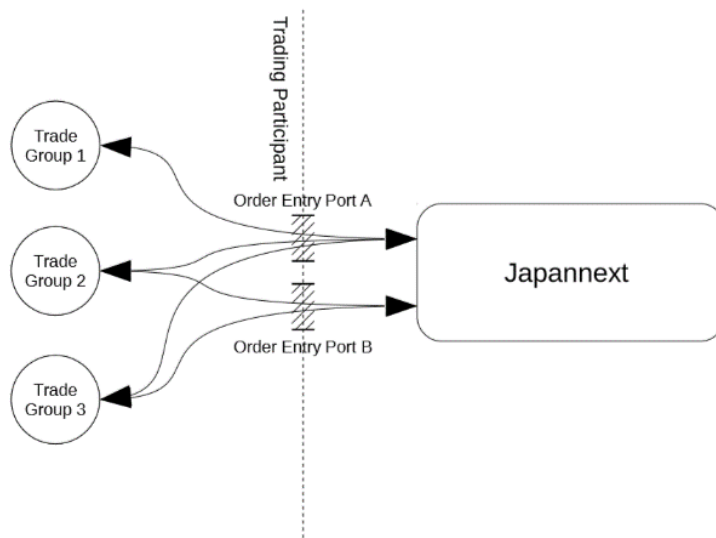 Trading Participant
Trade
Group 1
Order Entry Port A
Trade
Group 2
Japannext
Order Entry Port B
Trade
Group 3